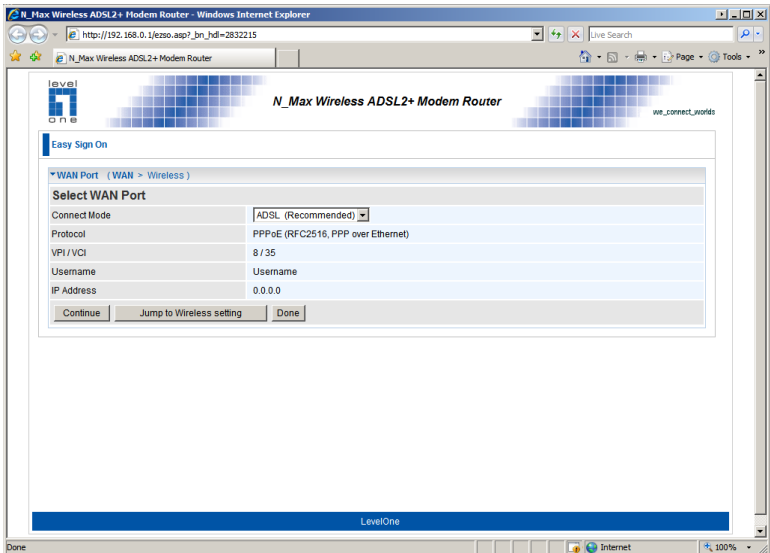 N_Max Wireless ADSL2+ Modem Router - Windows Internet Explorer
http://192.168.0.1/ezso.asp?_bn_hdl=2832215
Live Search
N_Max Wireless ADSL2+ Modem Router
Page
Tools
»
level
one
N_Max Wireless ADSL2+ Modem Router
we_connect_worlds
Easy Sign On
WAN Port ( WAN > Wireless )
Select WAN Port
Connect Mode ADSL (Recommended)
Protocol PPPoE (RFC2516, PPP over Ethernet)
VPI / VCI 8 / 35
Username Username
IP Address 0.0.0.0
Continue Jump to Wireless setting Done
LevelOne
Done Internet 100%